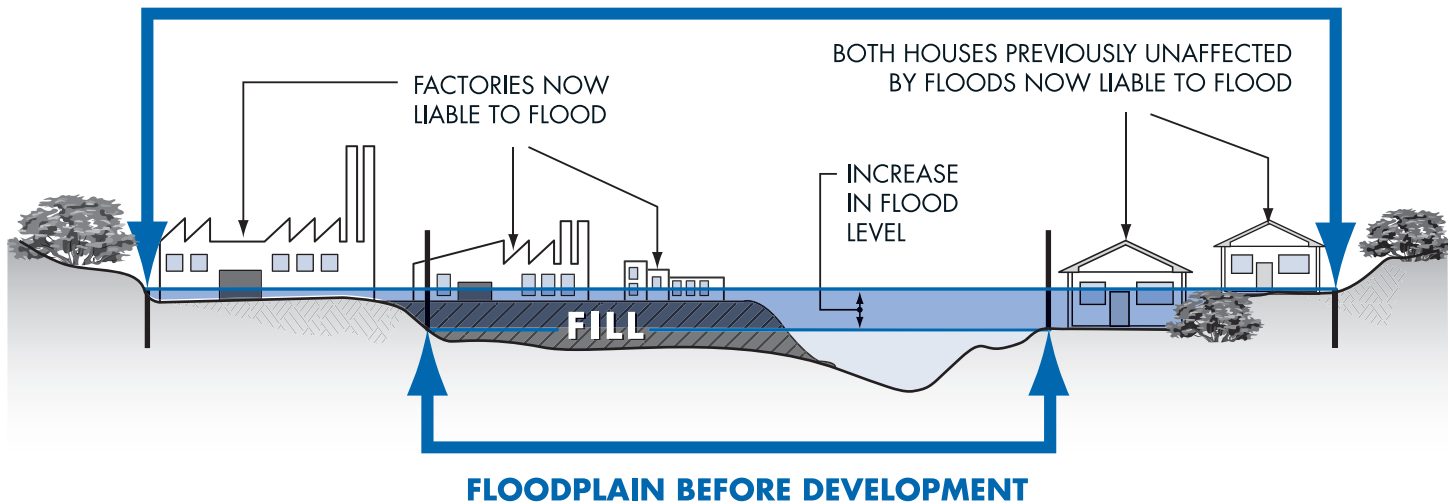 FACTORIES NOW
LIABLE TO FLOOD
BOTH HOUSES PREVIOUSLY UNAFFECTED
BY FLOODS NOW LIABLE TO FLOOD
INCREASE
IN FLOOD
LEVEL
FILL
FLOODPLAIN BEFORE DEVELOPMENT